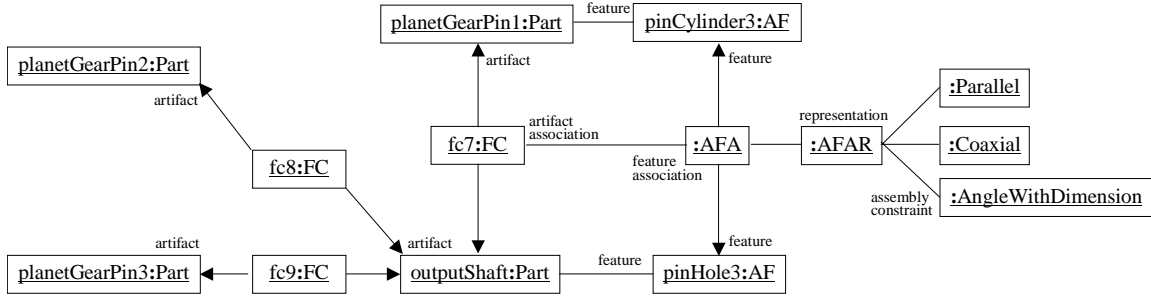 planetGearPin1:Part
feature
pinCylinder3:AF
planetGearPin2:Part
artifact
artifact
feature
:Parallel
artifact
association
representation
fc7:FC
:AFA
:AFAR
:Coaxial
fc8:FC
feature
association
assembly
constraint
:AngleWithDimension
artifact
artifact
feature
planetGearPin3:Part
fc9:FC
outputShaft:Part
feature
pinHole3:AF